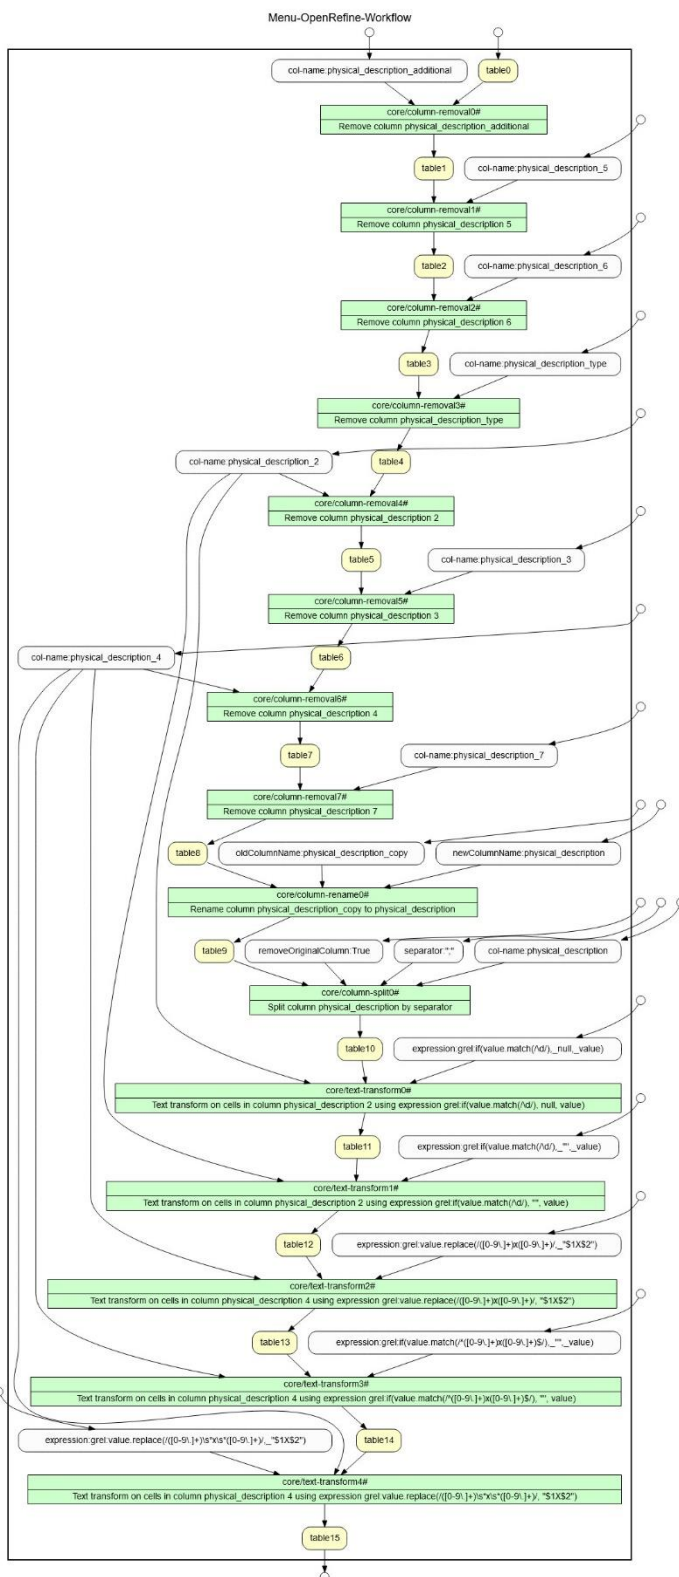 Menu-OpenRefine-Workflow
col-name:physical_description_additional
table0
core/column-removal0#
Remove column physical_description_additional
table1
col-name:physical_description_5
core/column-removal1#
Remove column physical_description 5
table2
col-name:physical_description_6
core/column-removal2#
Remove column physical_description 6
table3
col-name:physical_description_type
core/column-removal3#
Remove column physical_description_type
col-name:physical_description_2
table4
core/column-removal4#
Remove column physical_description 2
table5
col-name:physical_description_3
core/column-removal5#
Remove column physical_description 3
col-name:physical_description_4
table6
core/column-removal6#
Remove column physical_description 4
table7
col-name:physical_description_7
core/column-removal7#
Remove column physical_description 7
table8
oldColumnName:physical_description_copy
newColumnName:physical_description
core/column-rename0#
Rename column physical_description_copy to physical_description
table9
removeOriginalColumn:True
separator:","
col-name:physical_description
core/column-split0#
Split column physical_description by separator
table10
expression:grel:if(value.match(/\d/),_null,_value)
core/text-transform0#
Text transform on cells in column physical_description 2 using expression grel:if(value.match(/\d/), null, value)
table11
expression:grel:if(value.match(/\d/),_"",_value)
core/text-transform1#
Text transform on cells in column physical_description 2 using expression grel:if(value.match(/\d/), "", value)
table12
expression:grel:value.replace(/([0-9\.]+)x([0-9\.]+)/,_"$1X$2")
core/text-transform2#
Text transform on cells in column physical_description 4 using expression grel:value.replace(/([0-9\.]+)x([0-9\.]+)/, "$1X$2")
table13
expression:grel:if(value.match(/^([0-9\.]+)x([0-9\.]+)$/),_"",_value)
core/text-transform3#
Text transform on cells in column physical_description 4 using expression grel:if(value.match(/^([0-9\.]+)x([0-9\.]+)$/), "", value)
expression:grel:value.replace(/([0-9\.]+)\s*x\s*([0-9\.]+)/,_"$1X$2")
table14
core/text-transform4#
Text transform on cells in column physical_description 4 using expression grel:value.replace(/([0-9\.]+)\s*x\s*([0-9\.]+)/, "$1X$2")
table15